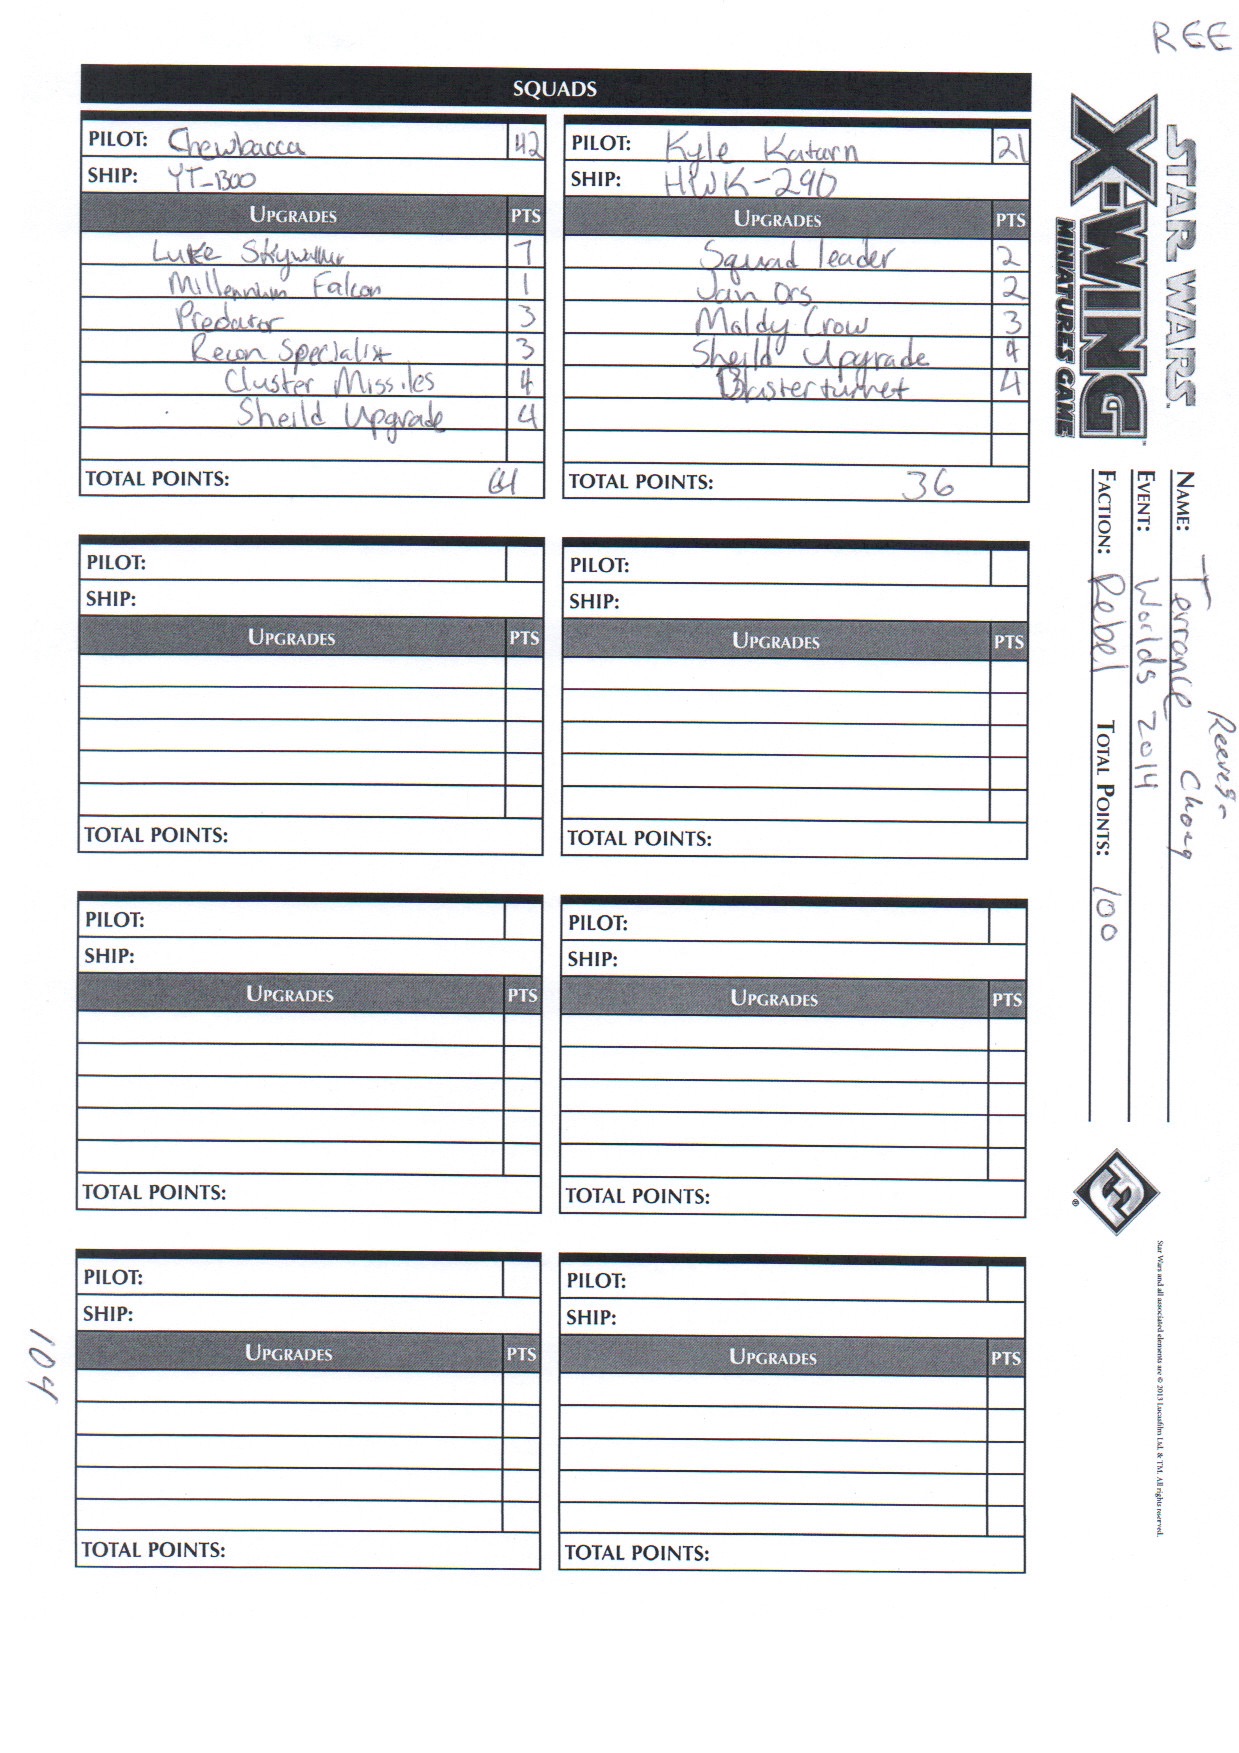 REE
SQUADS
PILOT: Chewbacca 42
SHIP: YT-1300
UPGRADES PTS
Luke Skywalker 7
Millennium Falcon 1
Predator 3
Recon Specialist 3
Cluster Missiles 4
Sheild Upgrade 4
TOTAL POINTS: 64
PILOT: Kyle Katarn 21
SHIP: HWK-290
UPGRADES PTS
Squad leader 2
Jan Ors 2
Moldy Crow 3
Sheild Upgrade 4
Blaster turret 4
TOTAL POINTS: 36
PILOT:
SHIP:
UPGRADES PTS
TOTAL POINTS:
PILOT:
SHIP:
UPGRADES PTS
TOTAL POINTS:
PILOT:
SHIP:
UPGRADES PTS
TOTAL POINTS:
PILOT:
SHIP:
UPGRADES PTS
TOTAL POINTS:
PILOT:
SHIP:
UPGRADES PTS
TOTAL POINTS:
PILOT:
SHIP:
UPGRADES PTS
TOTAL POINTS:
STAR WARS™
X-WING™
MINIATURES GAME
Reeves-
NAME: Terrance Chong
EVENT: Worlds 2014
FACTION: Rebel TOTAL POINTS: 100
®
Star Wars and all associated elements are © 2013 Lucasfilm Ltd. & TM. All rights reserved.
104